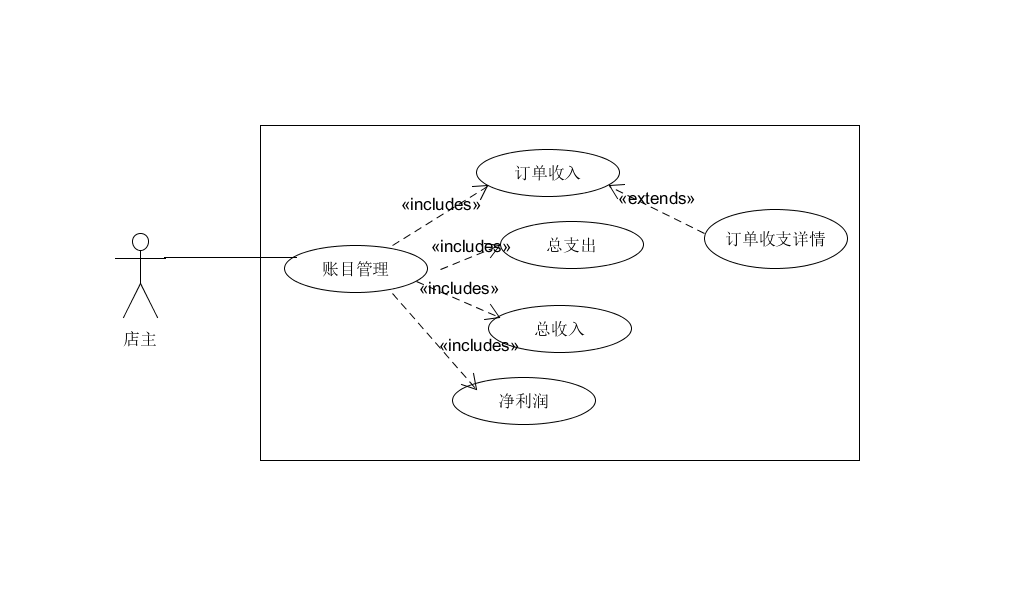 订单收入
«includes»
«extends»
订单收支详情
«includes»
总支出
账目管理
«includes»
总收入
店主
«includes»
净利润